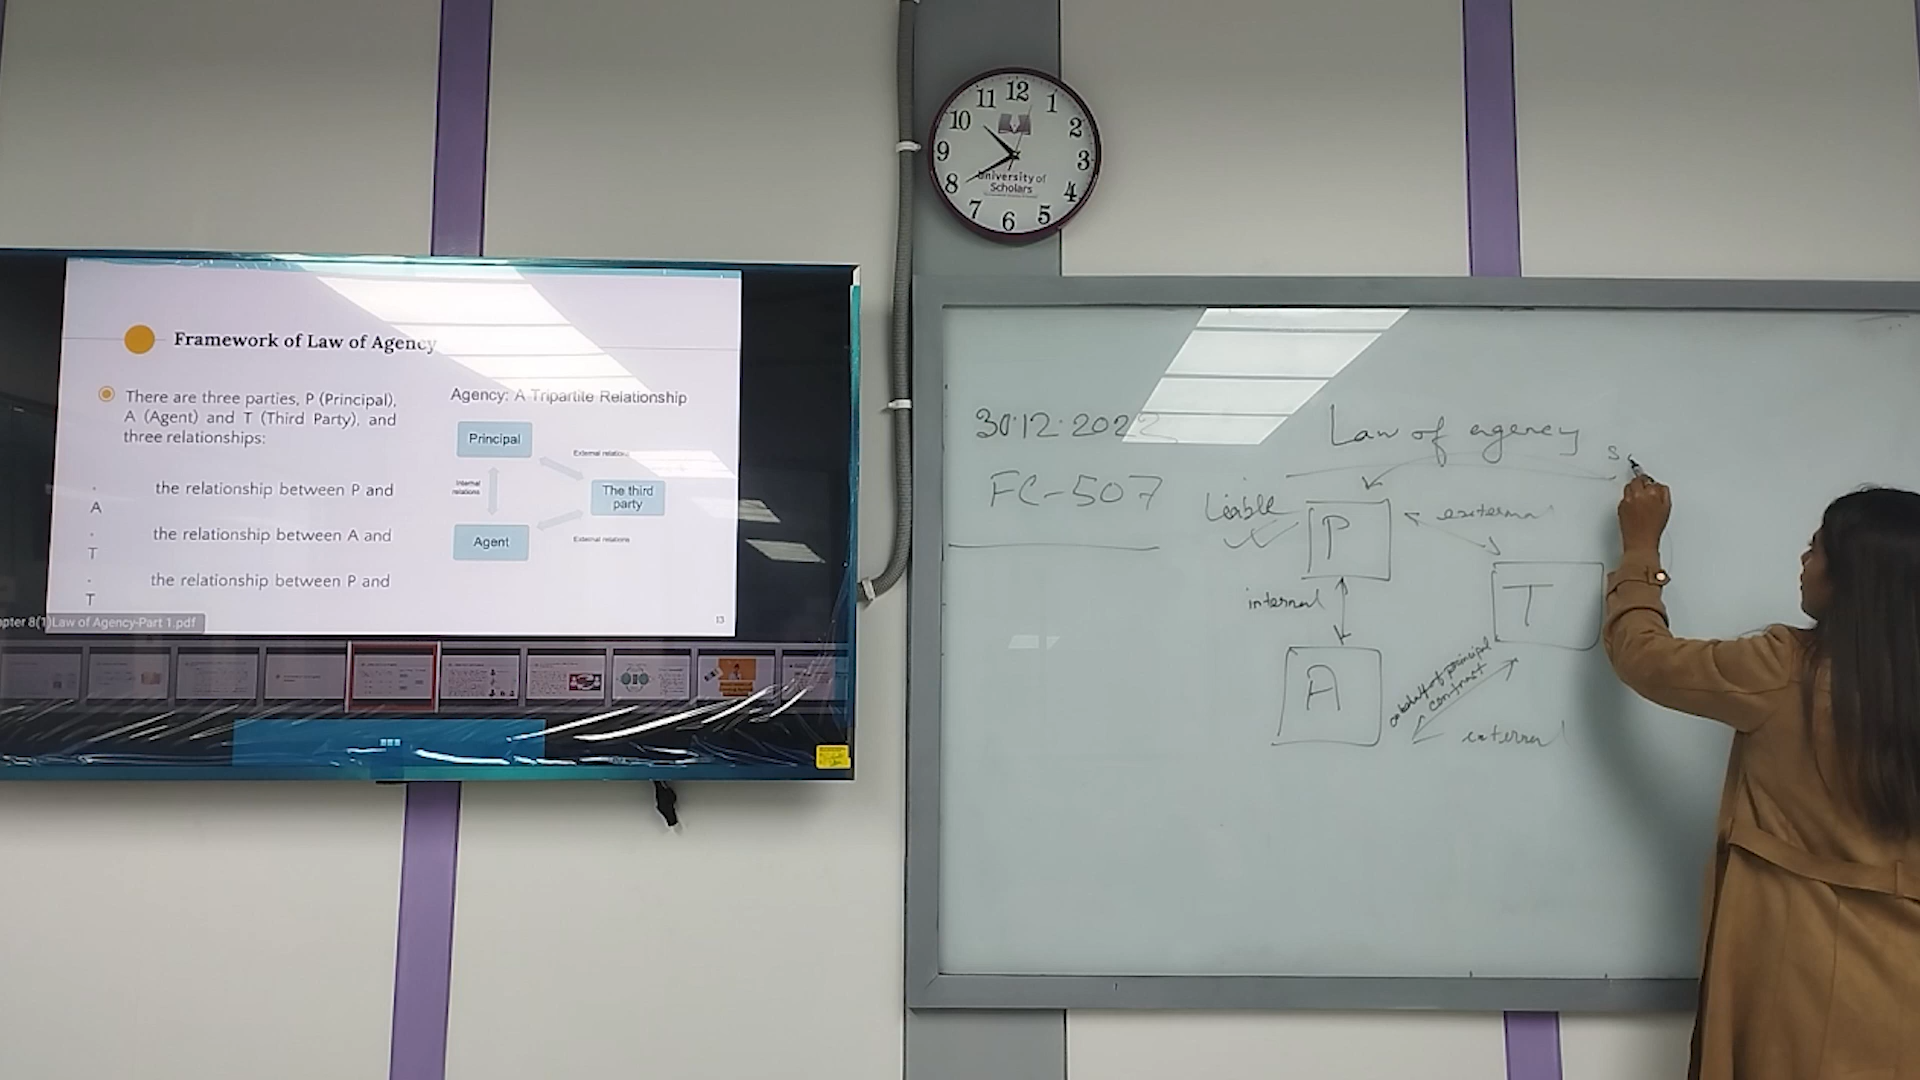 Framework of Law of Agency
There are three parties, P (Principal),
A (Agent) and T (Third Party), and
three relationships:
the relationship between P and
A
the relationship between A and
T
the relationship between P and
T
Agency: A Tripartite Relationship
Principal
External relations
Internal
relations
The third
party
Agent
External relations
13
pter 8(1)Law of Agency-Part 1.pdf
11 12 1
10 2
9 3
8 4
7 6 5
University of
Scholars
30.12.2022
FC-507
Law of agency
S
Liable
P
external
internal
T
A
onbehalf of principal
contract
external